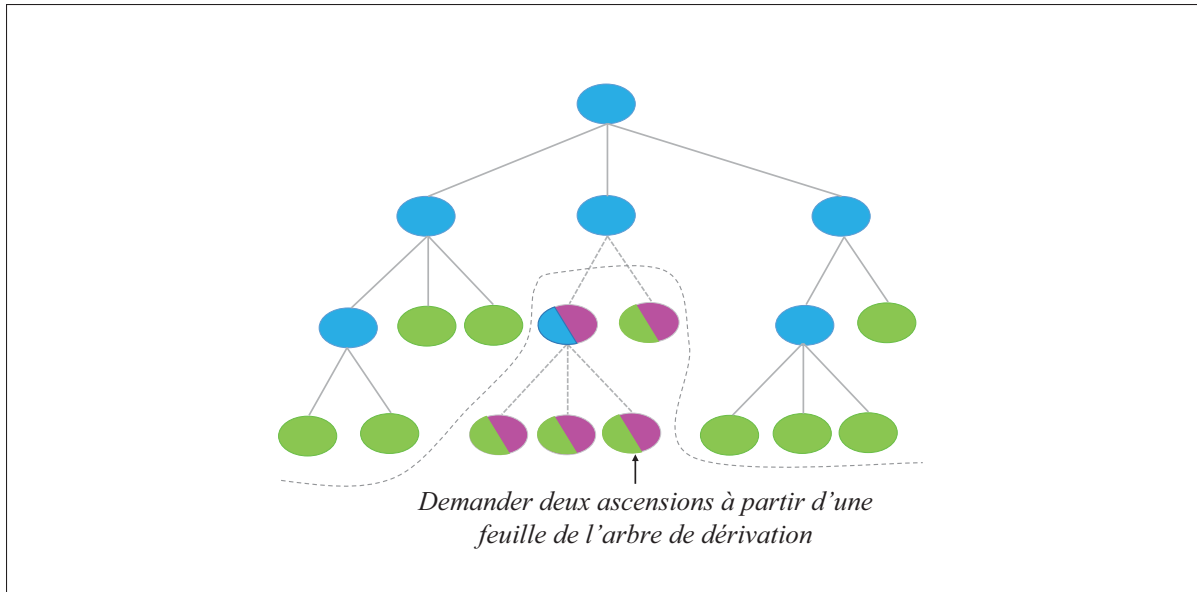 Demander deux ascensions à partir d’une
feuille de l’arbre de dérivation